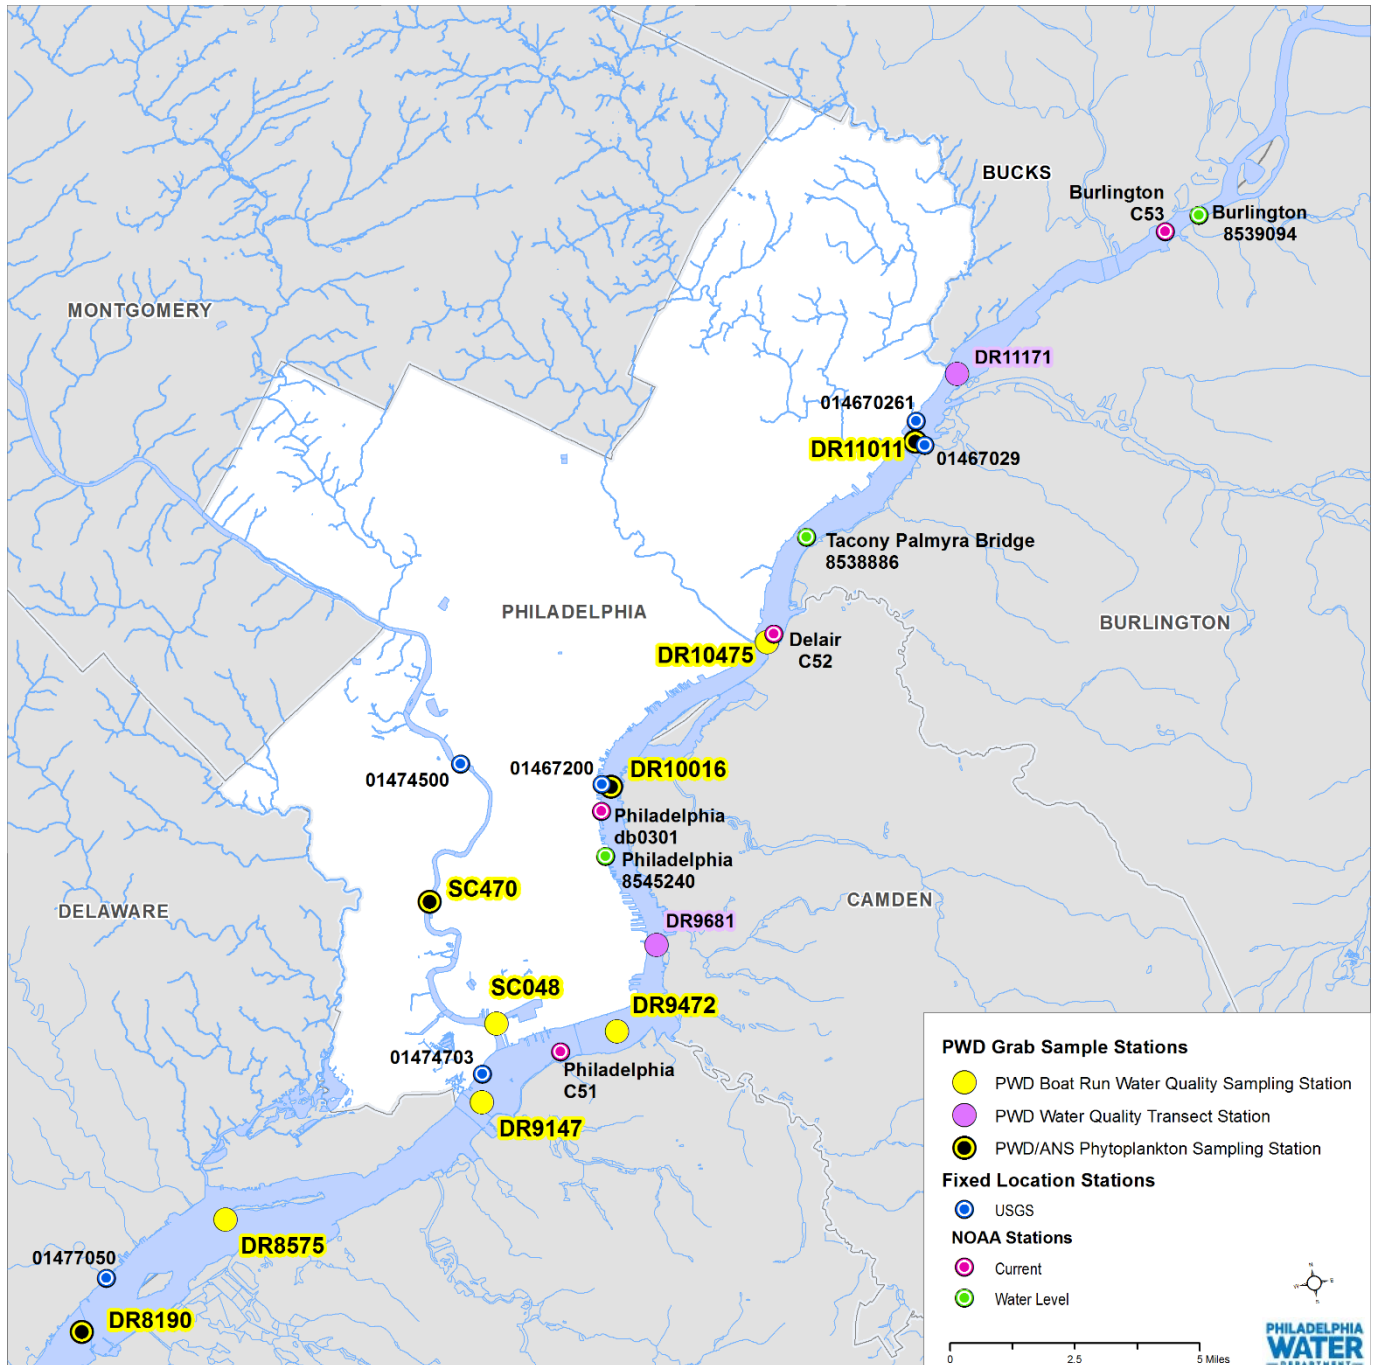 BUCKS
Burlington
C53
Burlington
8539094
MONTGOMERY
DR11171
014670261
DR11011
01467029
Tacony Palmyra Bridge
8538886
PHILADELPHIA
BURLINGTON
Delair
C52
DR10475
01474500
01467200
DR10016
Philadelphia
db0301
Philadelphia
8545240
SC470
CAMDEN
DELAWARE
DR9681
SC048
DR9472
01474703
Philadelphia
C51
DR9147
DR8575
01477050
DR8190
PWD Grab Sample Stations
PWD Boat Run Water Quality Sampling Station
PWD Water Quality Transect Station
PWD/ANS Phytoplankton Sampling Station
Fixed Location Stations
USGS
NOAA Stations
Current
Water Level
N
W E
S
0 2.5 5 Miles
PHILADELPHIA
WATER
DEPARTMENT